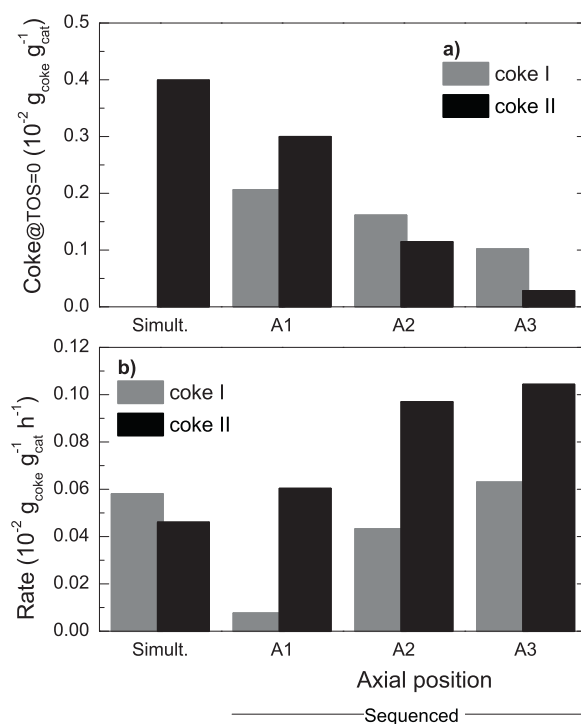 0.5
0.4
0.3
0.2
0.1
0.0
Coke@TOS=0 (10⁻² g_coke g_cat⁻¹)
a)
coke I
coke II
Simult.
A1
A2
A3
0.12
0.10
0.08
0.06
0.04
0.02
0.00
Rate (10⁻² g_coke g_cat⁻¹ h⁻¹)
b)
coke I
coke II
Simult.
A1
A2
A3
Axial position
Sequenced